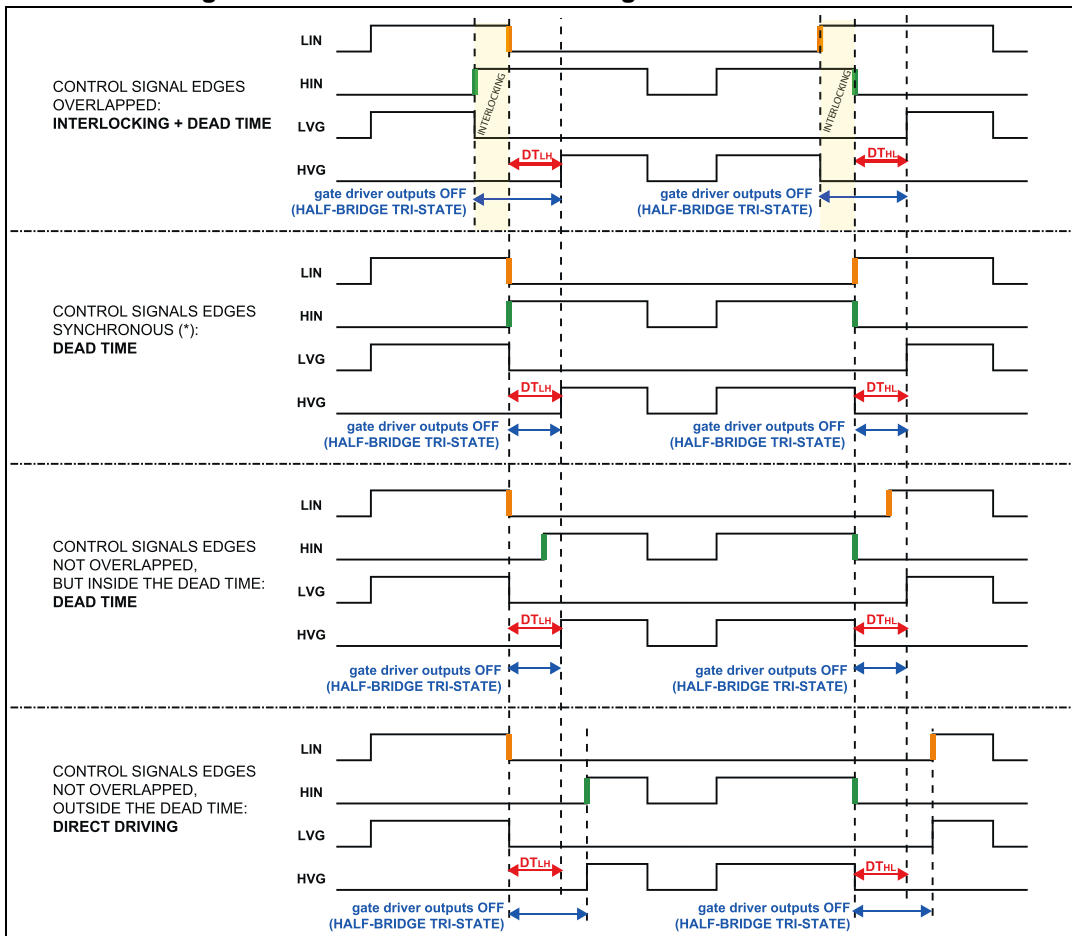 LIN
HIN
LVG
HVG
CONTROL SIGNAL EDGES
OVERLAPPED:
INTERLOCKING + DEAD TIME
INTERLOCKING
INTERLOCKING
DTLH
DTHL
gate driver outputs OFF
(HALF-BRIDGE TRI-STATE)
gate driver outputs OFF
(HALF-BRIDGE TRI-STATE)
LIN
HIN
LVG
HVG
CONTROL SIGNALS EDGES
SYNCHRONOUS (*):
DEAD TIME
DTLH
DTHL
gate driver outputs OFF
(HALF-BRIDGE TRI-STATE)
gate driver outputs OFF
(HALF-BRIDGE TRI-STATE)
LIN
HIN
LVG
HVG
CONTROL SIGNALS EDGES
NOT OVERLAPPED,
BUT INSIDE THE DEAD TIME:
DEAD TIME
DTLH
DTHL
gate driver outputs OFF
(HALF-BRIDGE TRI-STATE)
gate driver outputs OFF
(HALF-BRIDGE TRI-STATE)
LIN
HIN
LVG
HVG
CONTROL SIGNALS EDGES
NOT OVERLAPPED,
OUTSIDE THE DEAD TIME:
DIRECT DRIVING
DTLH
DTHL
gate driver outputs OFF
(HALF-BRIDGE TRI-STATE)
gate driver outputs OFF
(HALF-BRIDGE TRI-STATE)